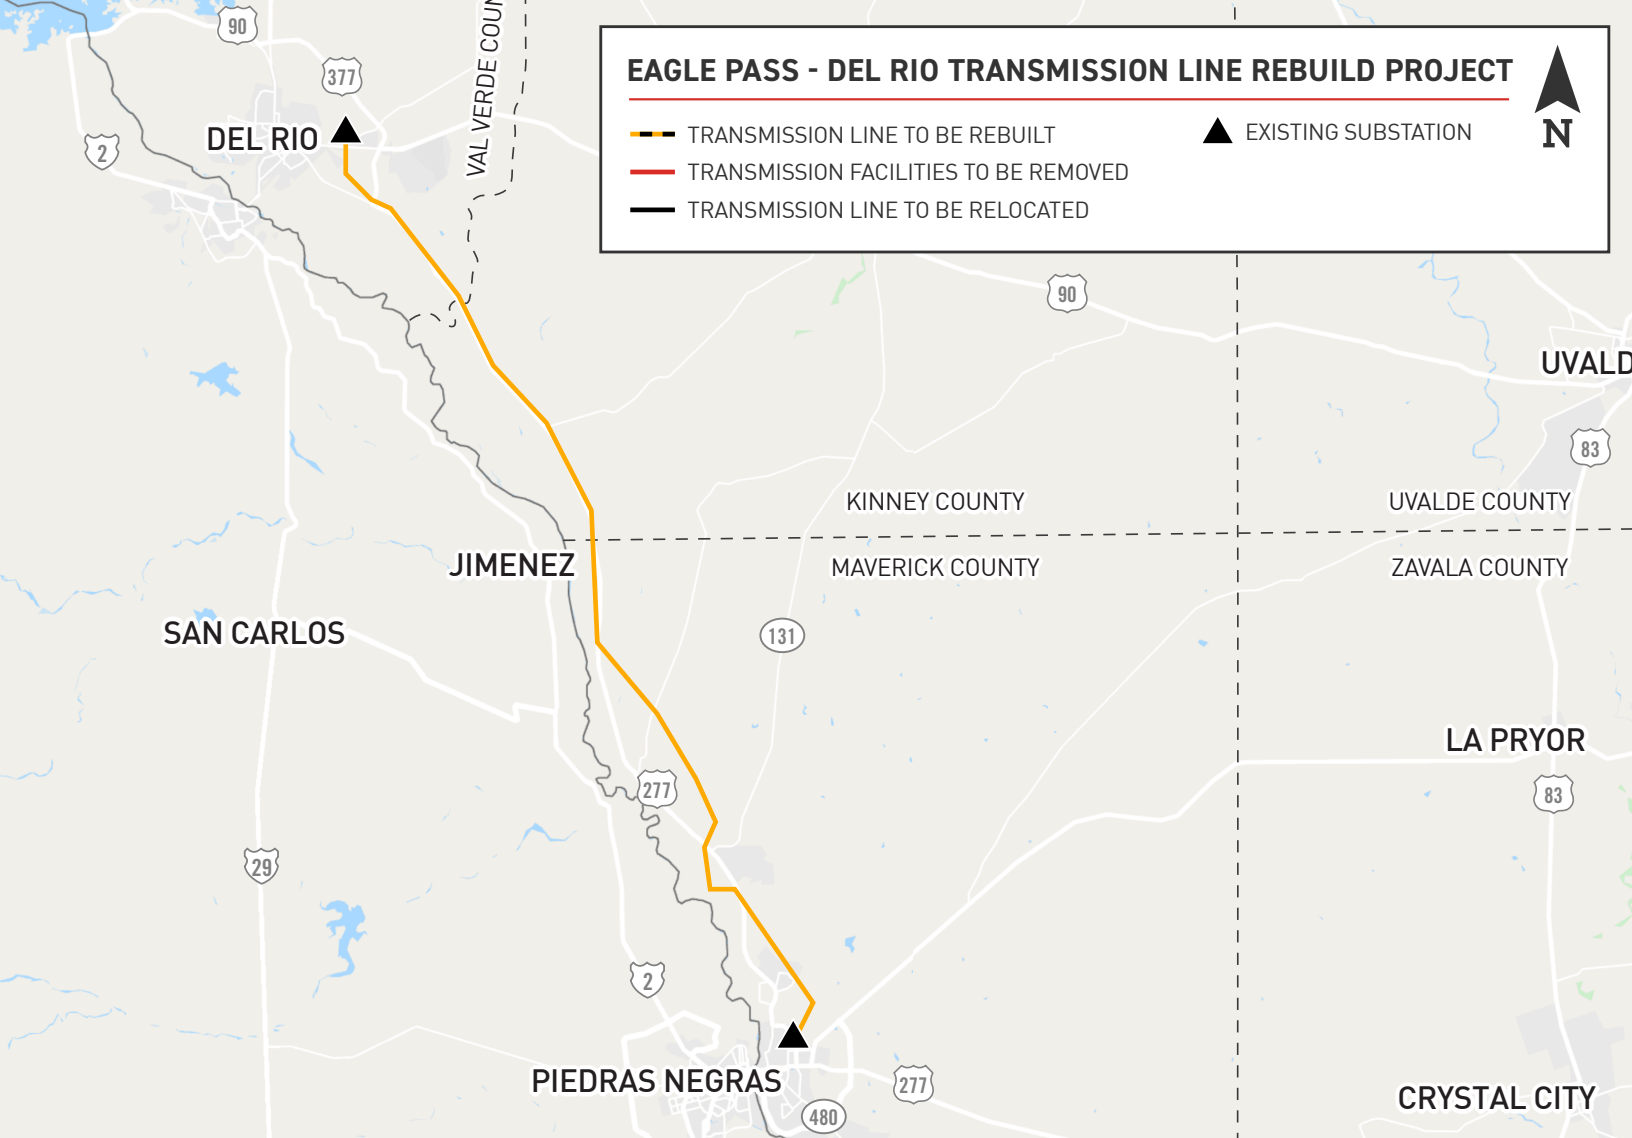 90
VAL VERDE COUN
EAGLE PASS - DEL RIO TRANSMISSION LINE REBUILD PROJECT
377
TRANSMISSION LINE TO BE REBUILT
EXISTING SUBSTATION
N
DEL RIO
2
TRANSMISSION FACILITIES TO BE REMOVED
TRANSMISSION LINE TO BE RELOCATED
90
UVALD
83
KINNEY COUNTY
UVALDE COUNTY
JIMENEZ
MAVERICK COUNTY
ZAVALA COUNTY
SAN CARLOS
131
LA PRYOR
277
83
29
2
PIEDRAS NEGRAS
277
CRYSTAL CITY
480